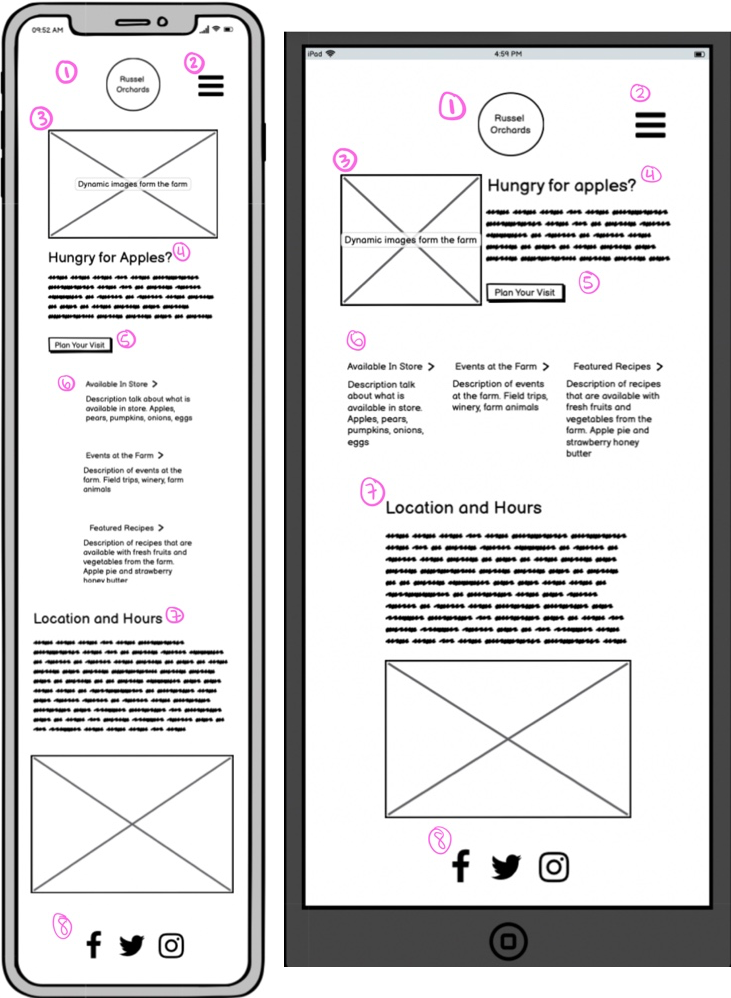 09:52 AM
1
Russel
Orchards
2
3
Dynamic images form the farm
Hungry for Apples?
4
Plan Your Visit
5
6
Available In Store >
Description talk about what is
available in store. Apples,
pears, pumpkins, onions, eggs
Events at the Farm >
Description of events at the
farm. Field trips, winery, farm
animals
Featured Recipes >
Description of recipes that are
available with fresh fruits and
vegetables from the farm.
Apple pie and strawberry
honey butter
Location and Hours
7
8
iPad
4:59 PM
1
Russel
Orchards
2
3
Dynamic images form the farm
Hungry for apples?
4
Plan Your Visit
5
6
Available In Store >
Description talk
about what is
available in store.
Apples, pears,
pumpkins, onions,
eggs
Events at the Farm >
Description of events
at the farm. Field trips,
winery, farm animals
Featured Recipes >
Description of recipes
that are available with
fresh fruits and
vegetables from the
farm. Apple pie and
strawberry honey
butter
7
Location and Hours
8